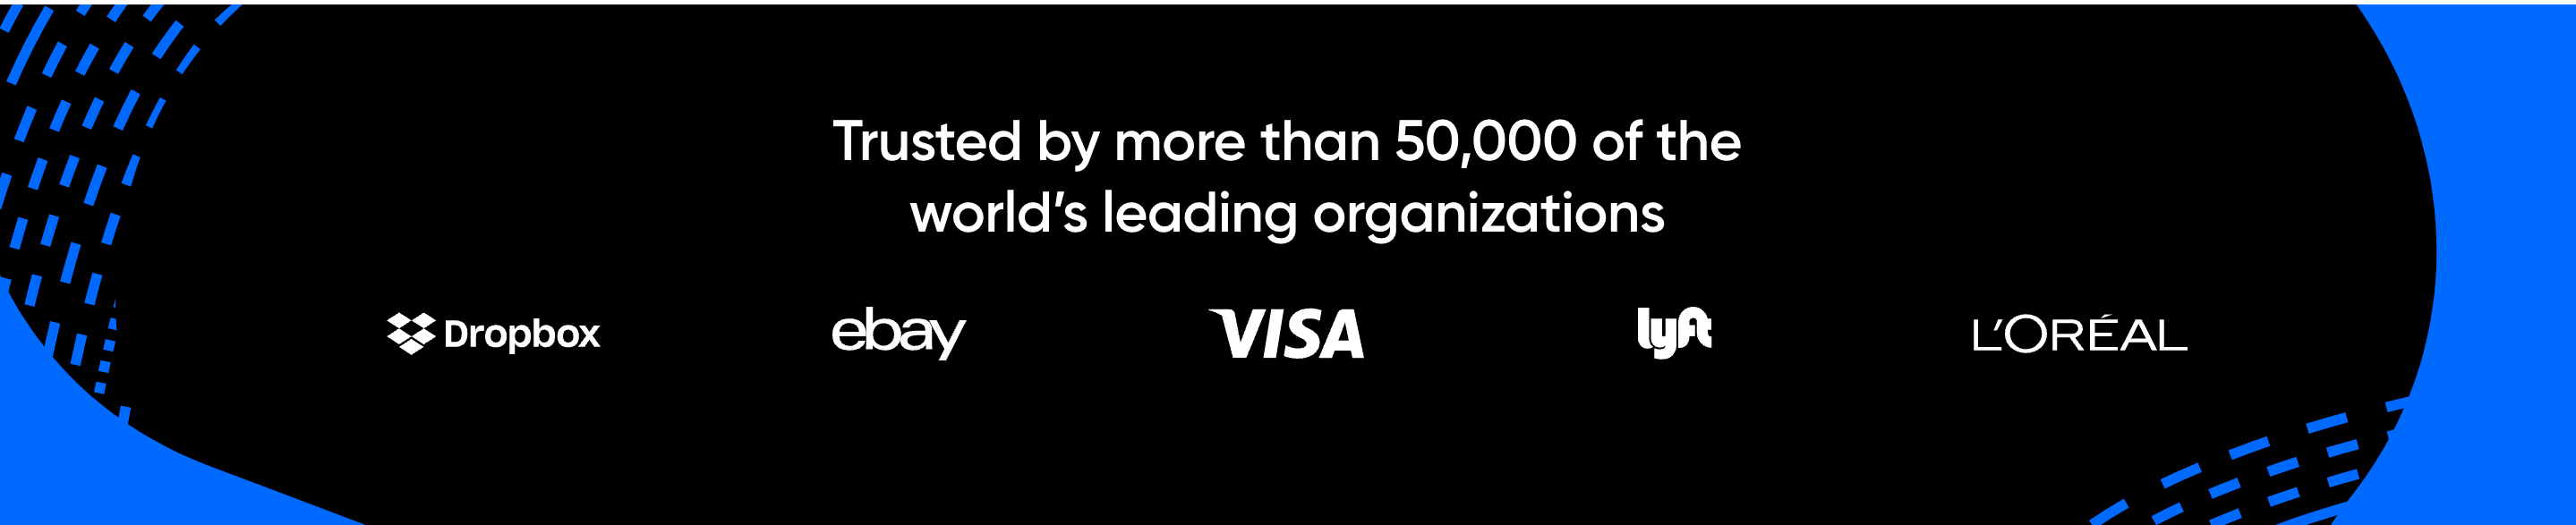 Trusted by more than 50,000 of the
world’s leading organizations
Dropbox ebay VISA lyft L'ORÉAL